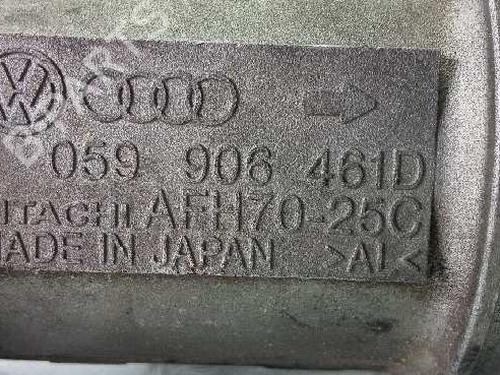 059 906 461D
HITACHI AFH70-25C
MADE IN JAPAN >AL<